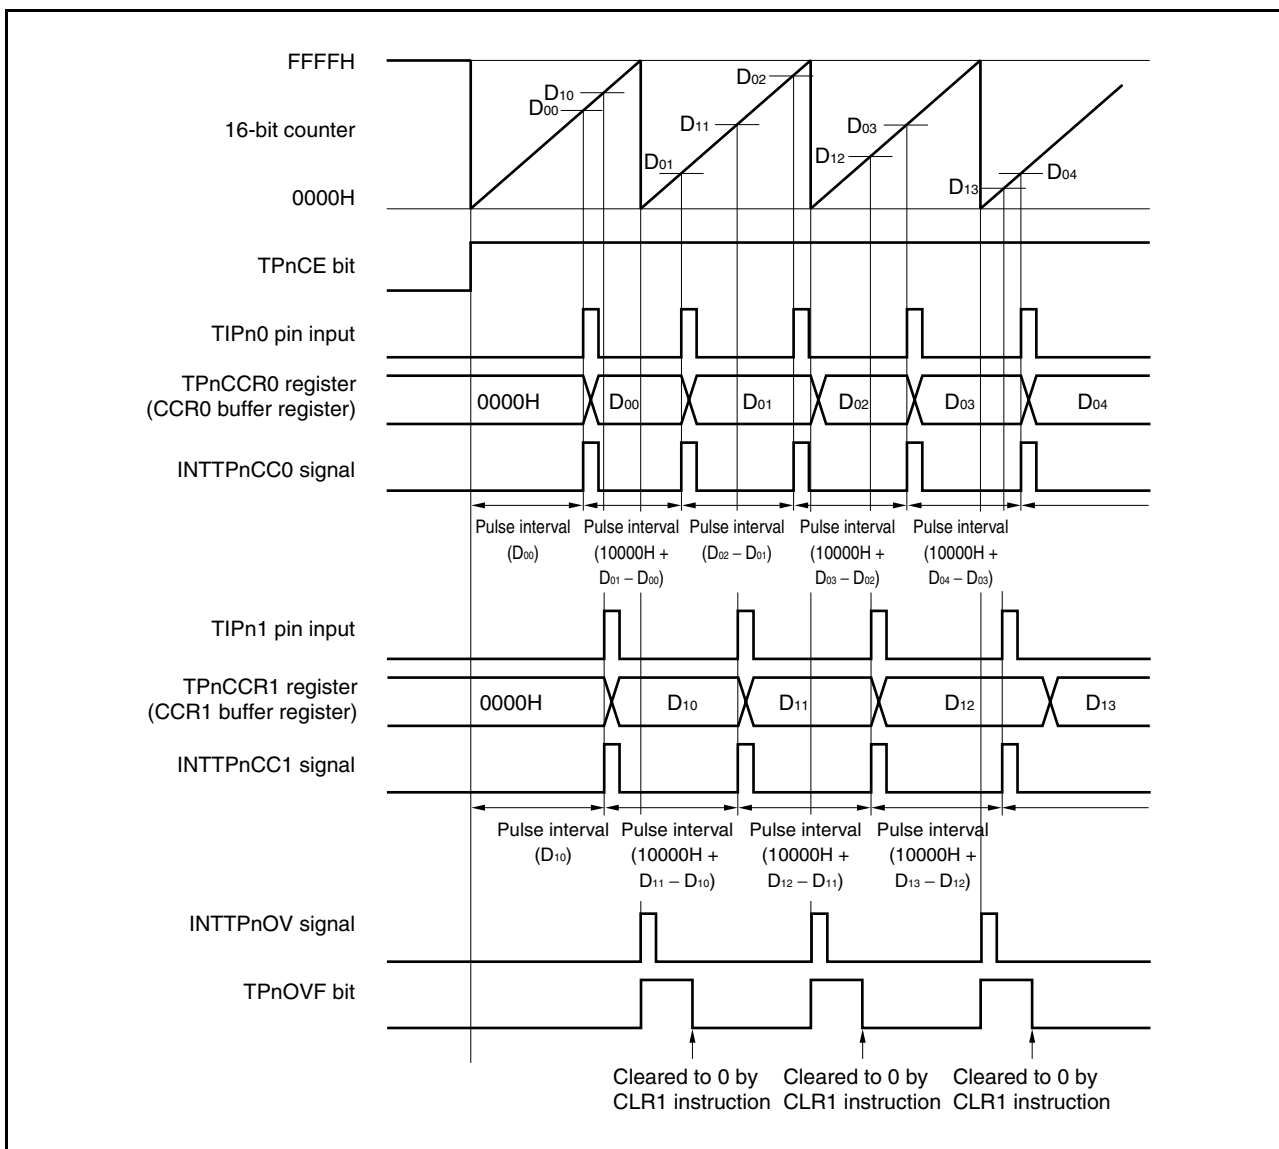 FFFFH
16-bit counter
0000H
D10
D00
D01
D11
D02
D12
D03
D13
D04
TPnCE bit
TIPn0 pin input
TPnCCR0 register
(CCR0 buffer register)
0000H
D00
D01
D02
D03
D04
INTTPnCC0 signal
Pulse interval
(D00)
Pulse interval
(10000H +
D01 – D00)
Pulse interval
(D02 – D01)
Pulse interval
(10000H +
D03 – D02)
Pulse interval
(10000H +
D04 – D03)
TIPn1 pin input
TPnCCR1 register
(CCR1 buffer register)
0000H
D10
D11
D12
D13
INTTPnCC1 signal
Pulse interval
(D10)
Pulse interval
(10000H +
D11 – D10)
Pulse interval
(10000H +
D12 – D11)
Pulse interval
(10000H +
D13 – D12)
INTTPnOV signal
TPnOVF bit
Cleared to 0 by
CLR1 instruction
Cleared to 0 by
CLR1 instruction
Cleared to 0 by
CLR1 instruction